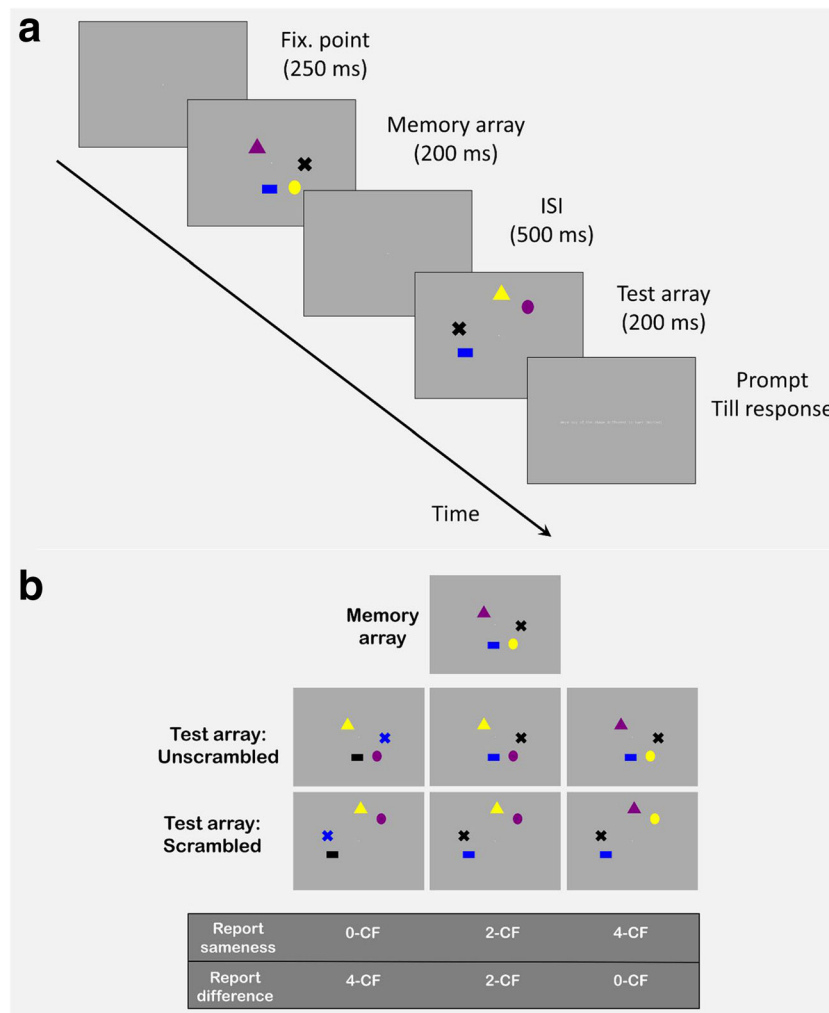 a
Fix. point
(250 ms)
Memory array
(200 ms)
ISI
(500 ms)
Test array
(200 ms)
Prompt
Till response
Time
b
Memory
array
Test array:
Unscrambled
Test array:
Scrambled
Report
sameness
0-CF
2-CF
4-CF
Report
difference
4-CF
2-CF
0-CF